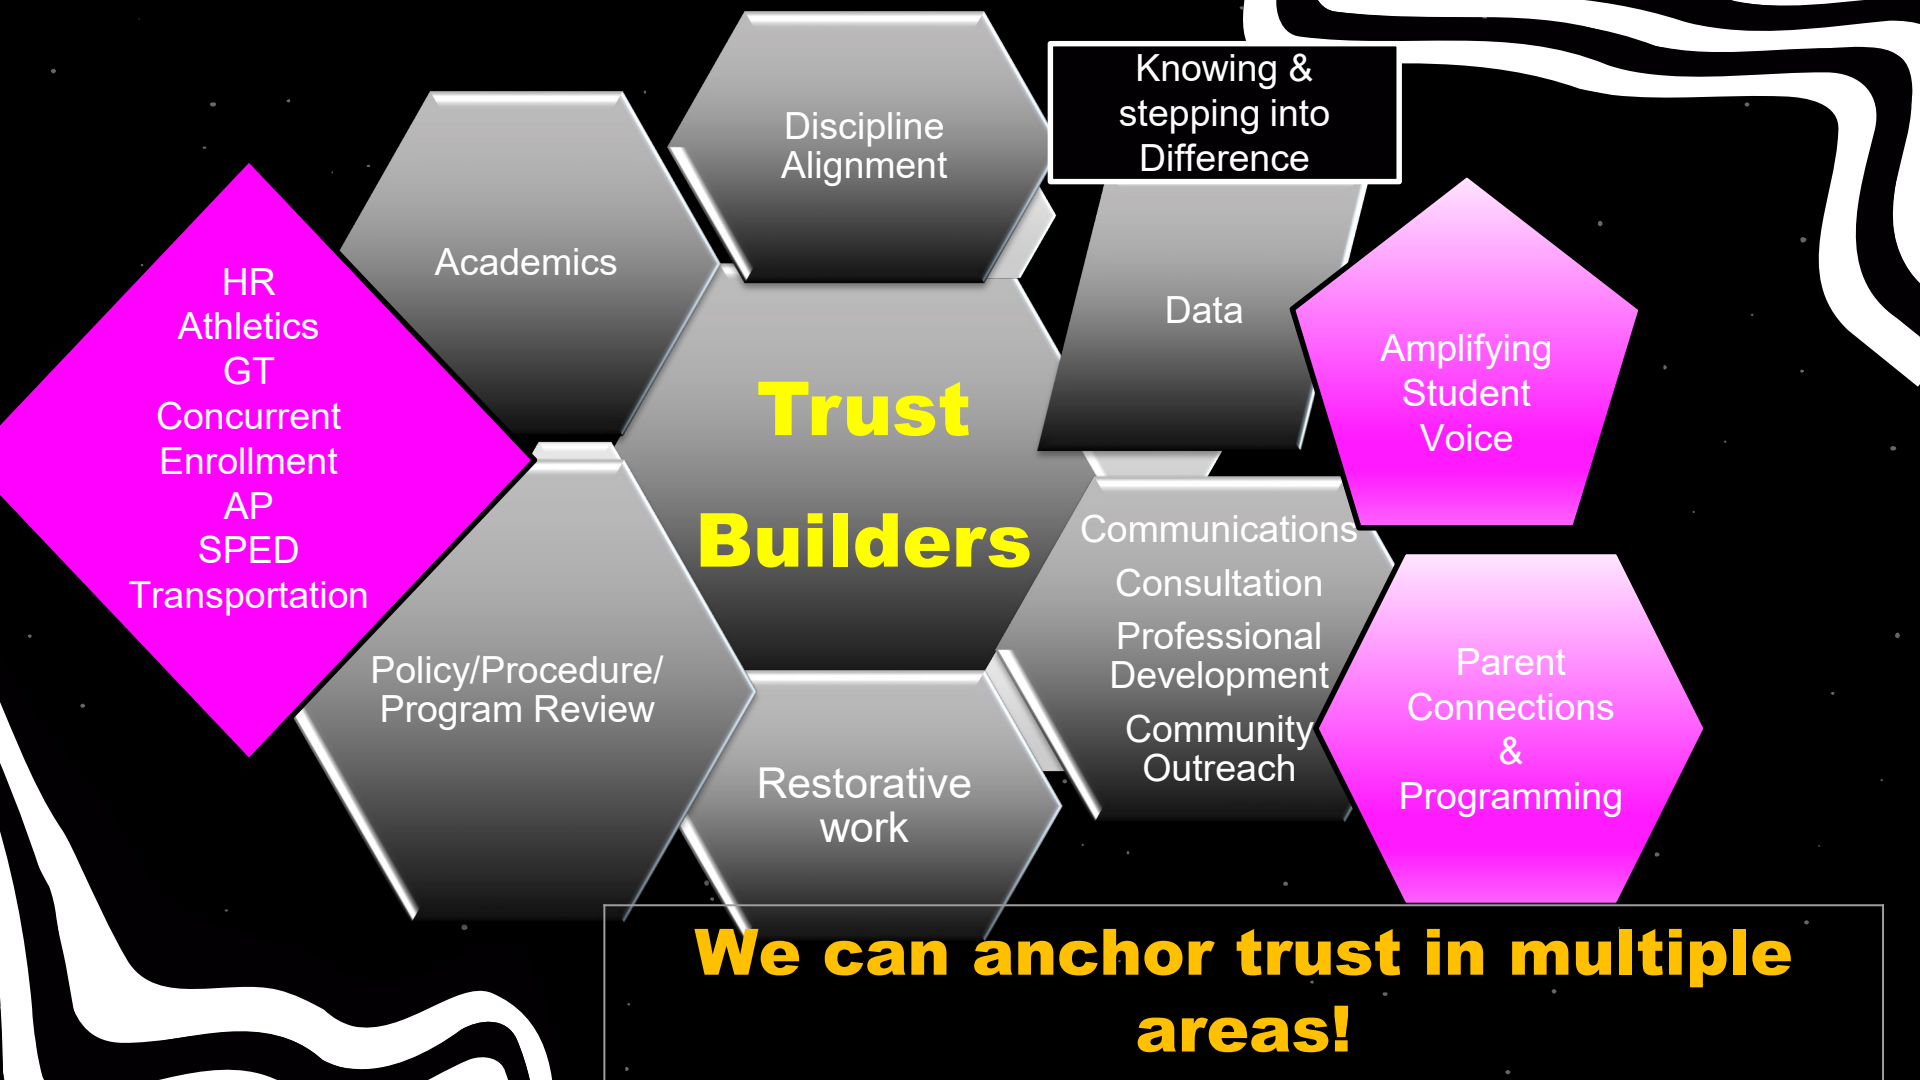 Discipline
Alignment
Knowing &
stepping into
Difference
Academics
Data
HR
Athletics
GT
Concurrent
Enrollment
AP
SPED
Transportation
Trust
Builders
Amplifying
Student
Voice
Communications
Consultation
Professional
Development
Community
Outreach
Policy/Procedure/
Program Review
Restorative
work
Parent
Connections
&
Programming
We can anchor trust in multiple
areas!